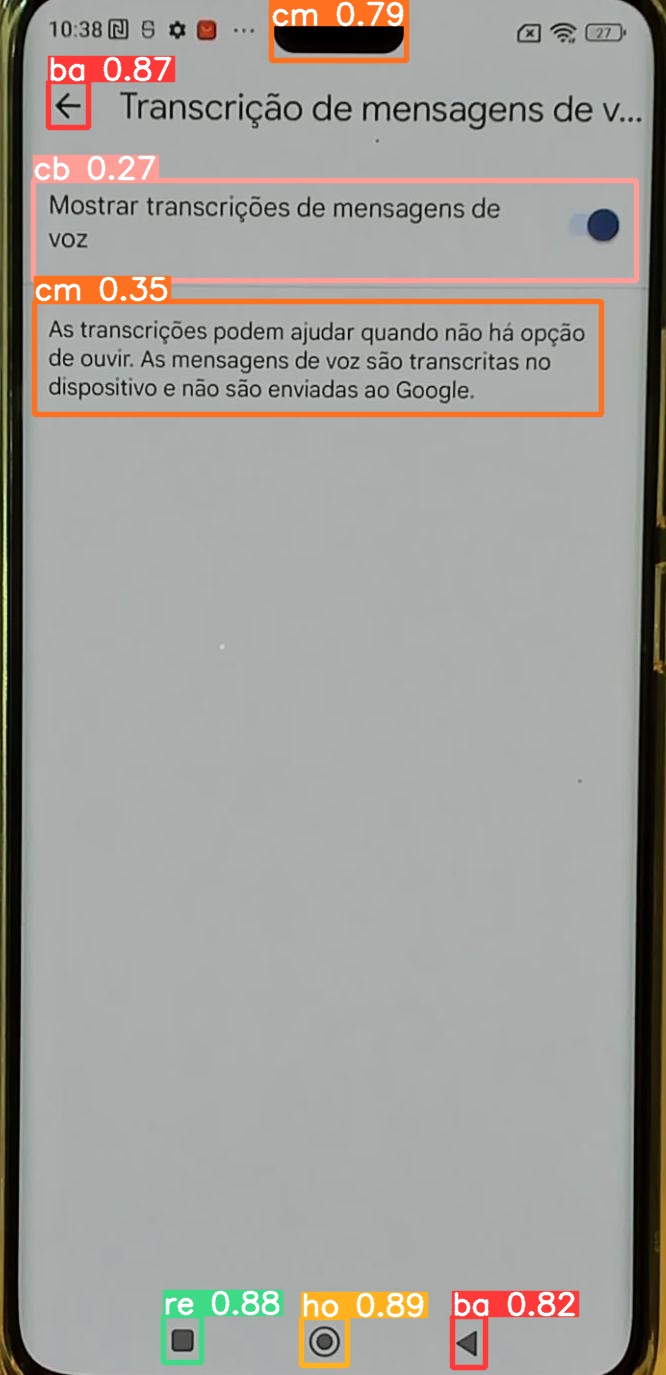 cm 0.79
10:38
27
ba 0.87
Transcrição de mensagens de v...
cb 0.27
Mostrar transcrições de mensagens de
voz
cm 0.35
As transcrições podem ajudar quando não há opção
de ouvir. As mensagens de voz são transcritas no
dispositivo e não são enviadas ao Google.
re 0.88
ho 0.89
ba 0.82